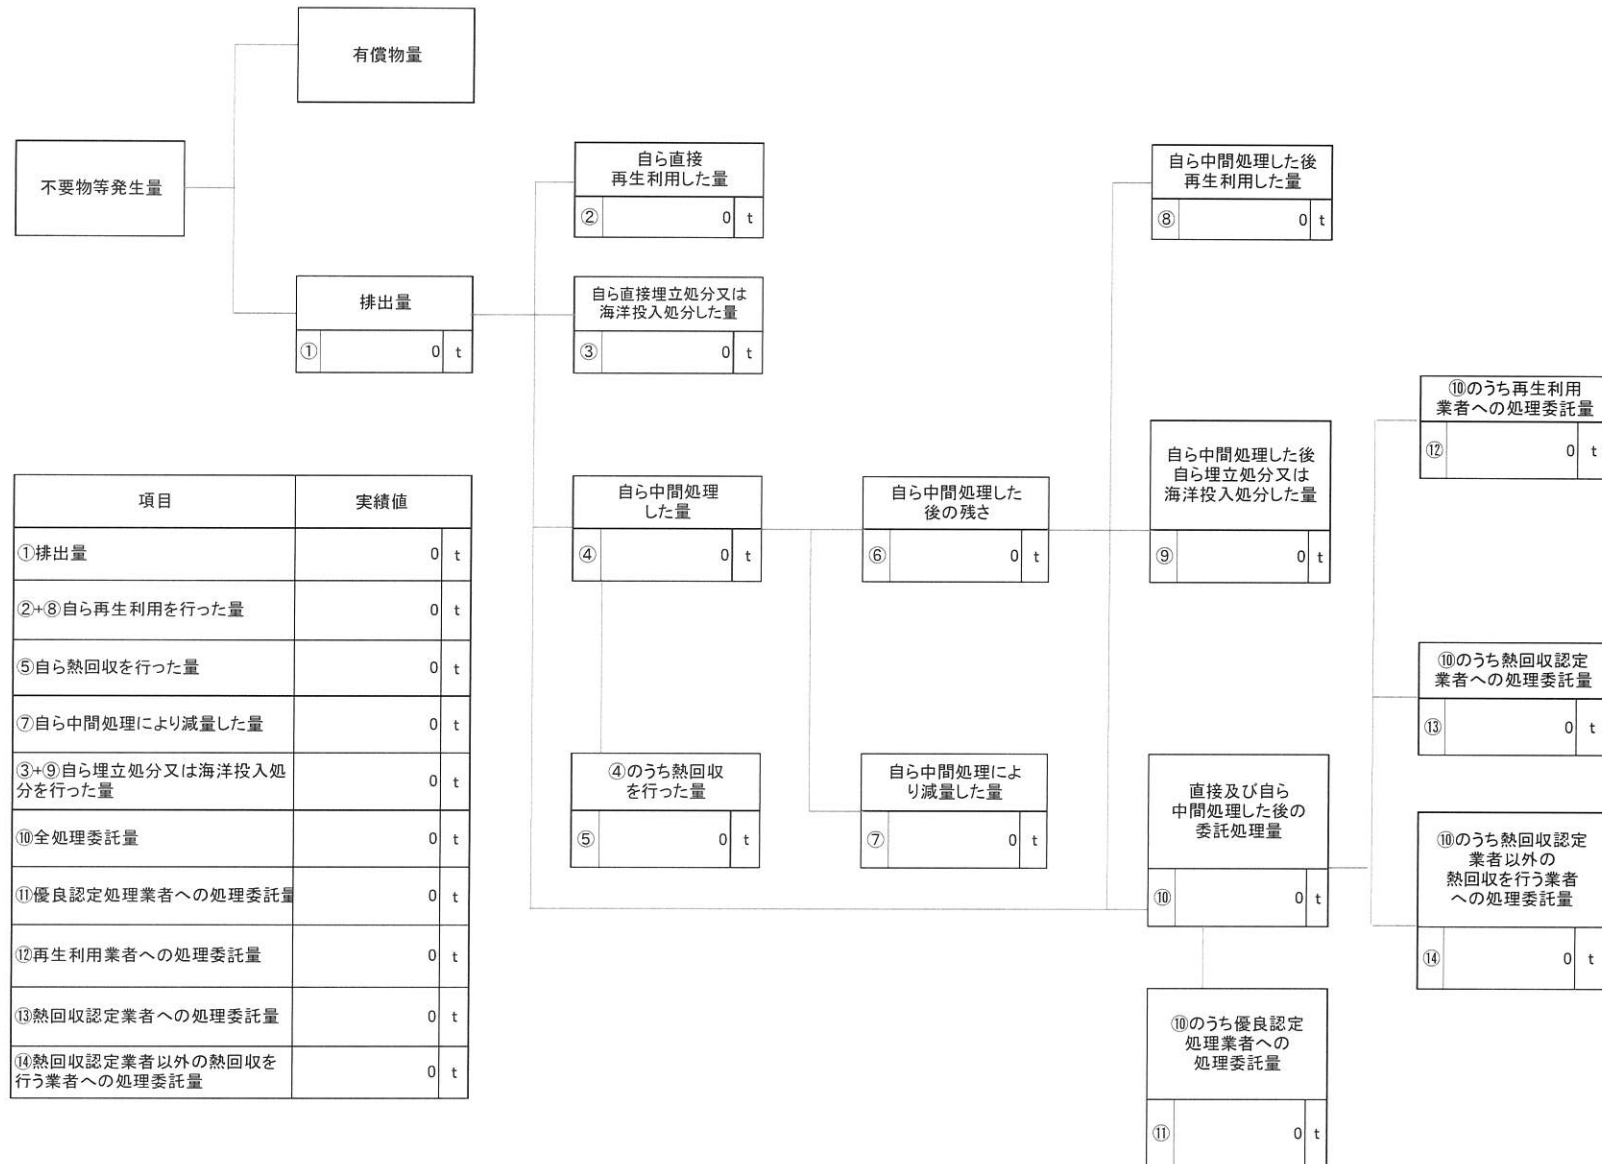 有償物量
不要物等発生量
排出量
① 0 t
自ら直接
再生利用した量
② 0 t
自ら直接埋立処分又は
海洋投入処分した量
③ 0 t
自ら中間処理
した量
④ 0 t
④のうち熱回収
を行った量
⑤ 0 t
自ら中間処理した
後の残さ
⑥ 0 t
自ら中間処理によ
り減量した量
⑦ 0 t
自ら中間処理した後
再生利用した量
⑧ 0 t
自ら中間処理した後
自ら埋立処分又は
海洋投入処分した量
⑨ 0 t
直接及び自ら
中間処理した後の
委託処理量
⑩ 0 t
⑩のうち優良認定
処理業者への
処理委託量
⑪ 0 t
⑩のうち再生利用
業者への処理委託量
⑫ 0 t
⑩のうち熱回収認定
業者への処理委託量
⑬ 0 t
⑩のうち熱回収認定
業者以外の
熱回収を行う業者
への処理委託量
⑭ 0 t
項目 実績値
①排出量 0 t
②+⑧自ら再生利用を行った量 0 t
⑤自ら熱回収を行った量 0 t
⑦自ら中間処理により減量した量 0 t
③+⑨自ら埋立処分又は海洋投入処
分を行った量 0 t
⑩全処理委託量 0 t
⑪優良認定処理業者への処理委託量 0 t
⑫再生利用業者への処理委託量 0 t
⑬熱回収認定業者への処理委託量 0 t
⑭熱回収認定業者以外の熱回収を
行う業者への処理委託量 0 t